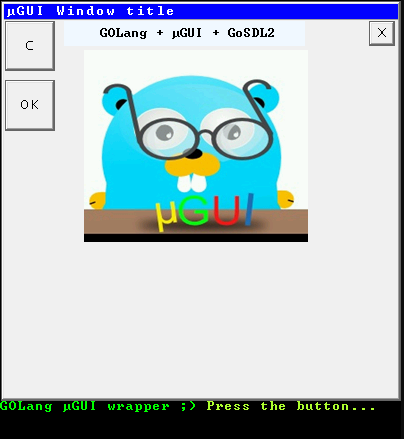 µGUI Window title
C
GOLang + µGUI + GoSDL2
X
OK
µGUI
GOLang µGUI wrapper ;) Press the button...